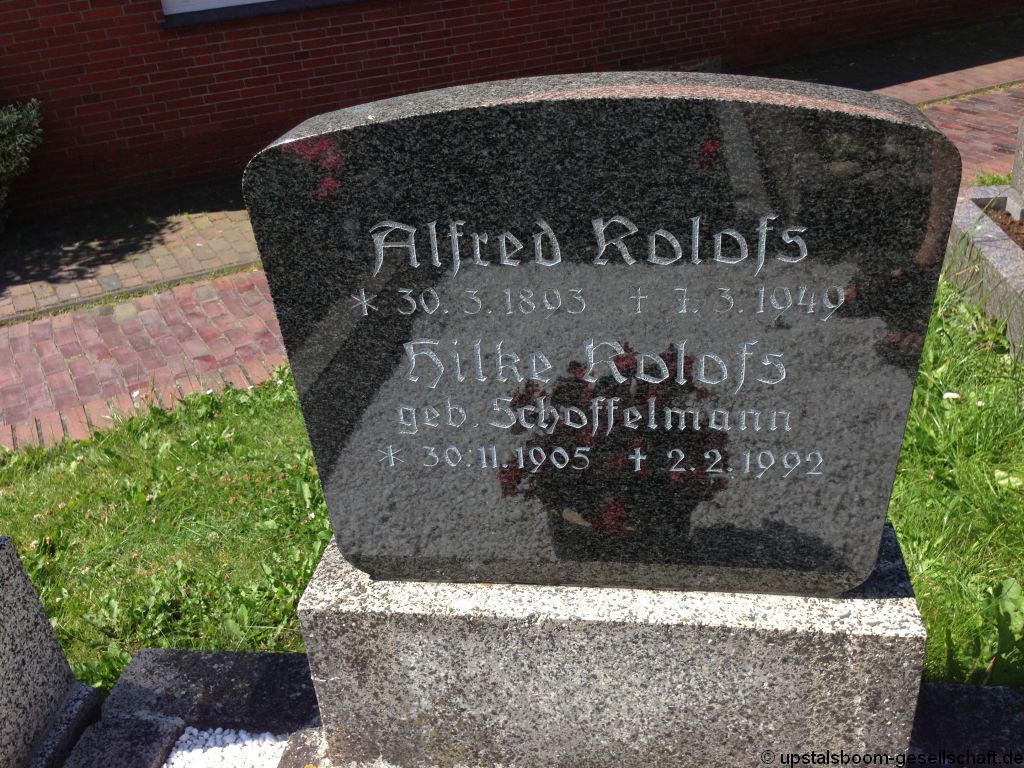 Alfred Rolofs
* 30. 3. 1893 † 7. 3. 1949
Hilke Rolofs
geb. Schoffelmann
* 30. 11. 1905 † 2. 2. 1992
© upstalsboom-gesellschaft.de